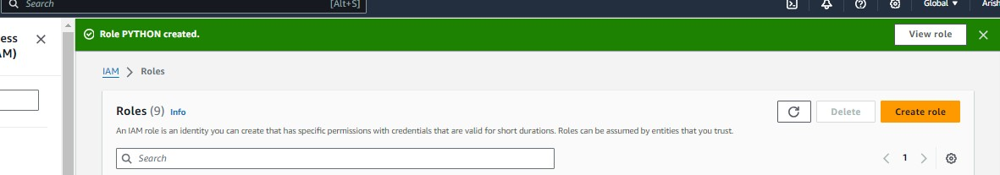 Search [Alt+S] Global ▼ Arish
ess
AM)
Role PYTHON created. View role
IAM > Roles
Roles (9) Info Delete Create role
An IAM role is an identity you can create that has specific permissions with credentials that are valid for short durations. Roles can be assumed by entities that you trust.
Search 1